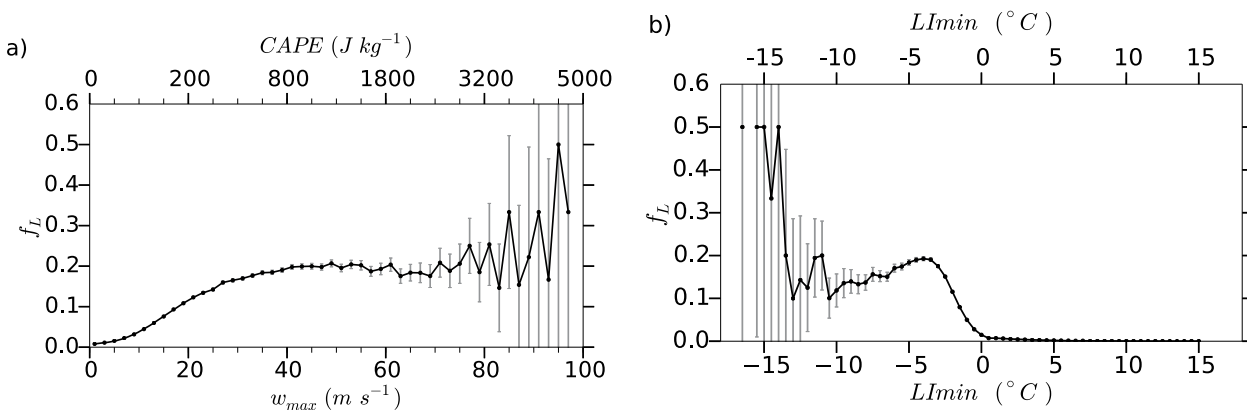 a)
CAPE (J kg⁻¹)
0 200 800 1800 3200 5000
0.6
0.5
0.4
0.3
0.2
0.1
0.0
f_L
0 20 40 60 80 100
w_max (m s⁻¹)
b)
LImin (°C)
-15 -10 -5 0 5 10 15
0.6
0.5
0.4
0.3
0.2
0.1
0.0
f_L
−15 −10 −5 0 5 10 15
LImin (°C)